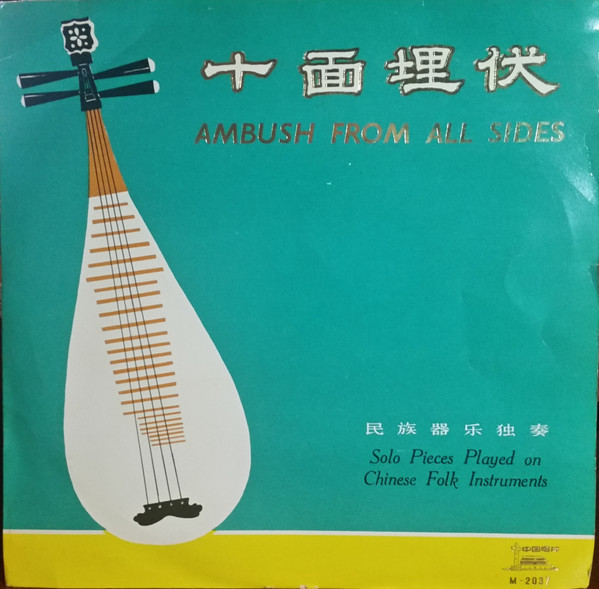 十面埋伏
AMBUSH FROM ALL SIDES
民族器乐独奏
Solo Pieces Played on
Chinese Folk Instruments
中国唱片